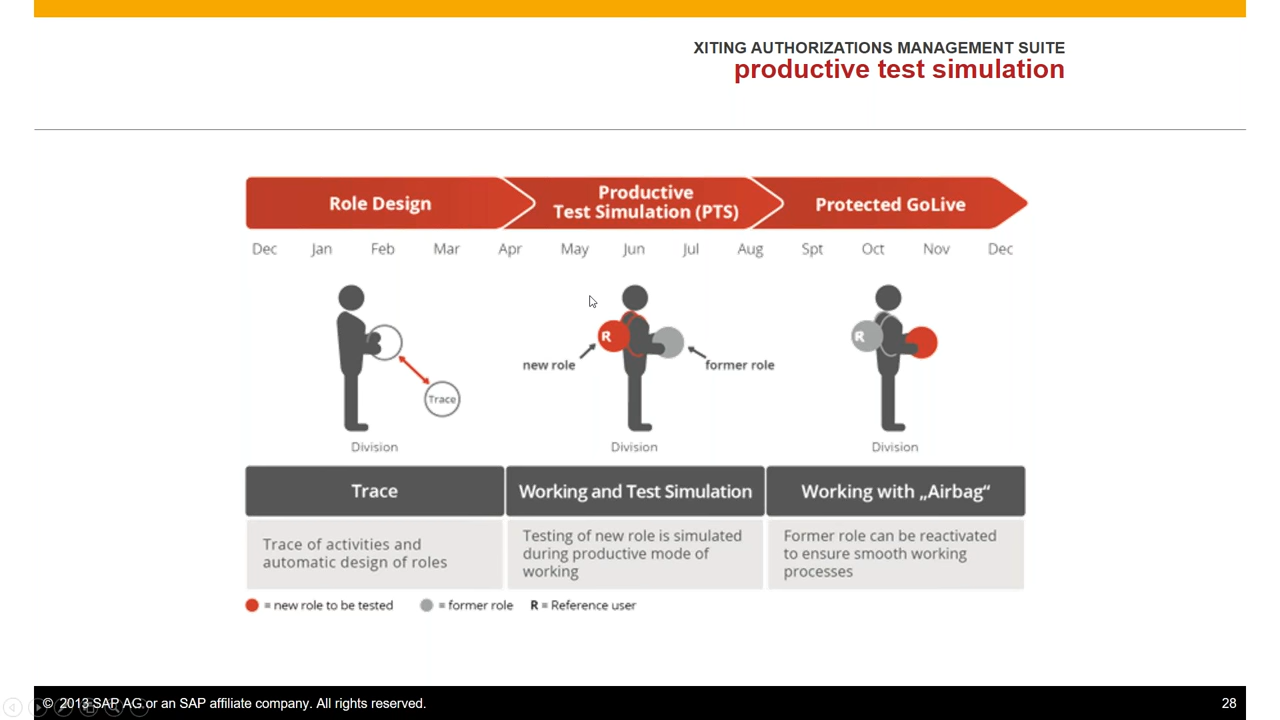 XITING AUTHORIZATIONS MANAGEMENT SUITE
productive test simulation
Role Design
Productive
Test Simulation (PTS)
Protected GoLive
Dec Jan Feb Mar Apr May Jun Jul Aug Spt Oct Nov Dec
Trace
R
new role
former role
R
Division
Division
Division
Trace
Working and Test Simulation
Working with „Airbag“
Trace of activities and
automatic design of roles
Testing of new role is simulated
during productive mode of
working
Former role can be reactivated
to ensure smooth working
processes
= new role to be tested
= former role
R = Reference user
© 2013 SAP AG or an SAP affiliate company. All rights reserved.
28